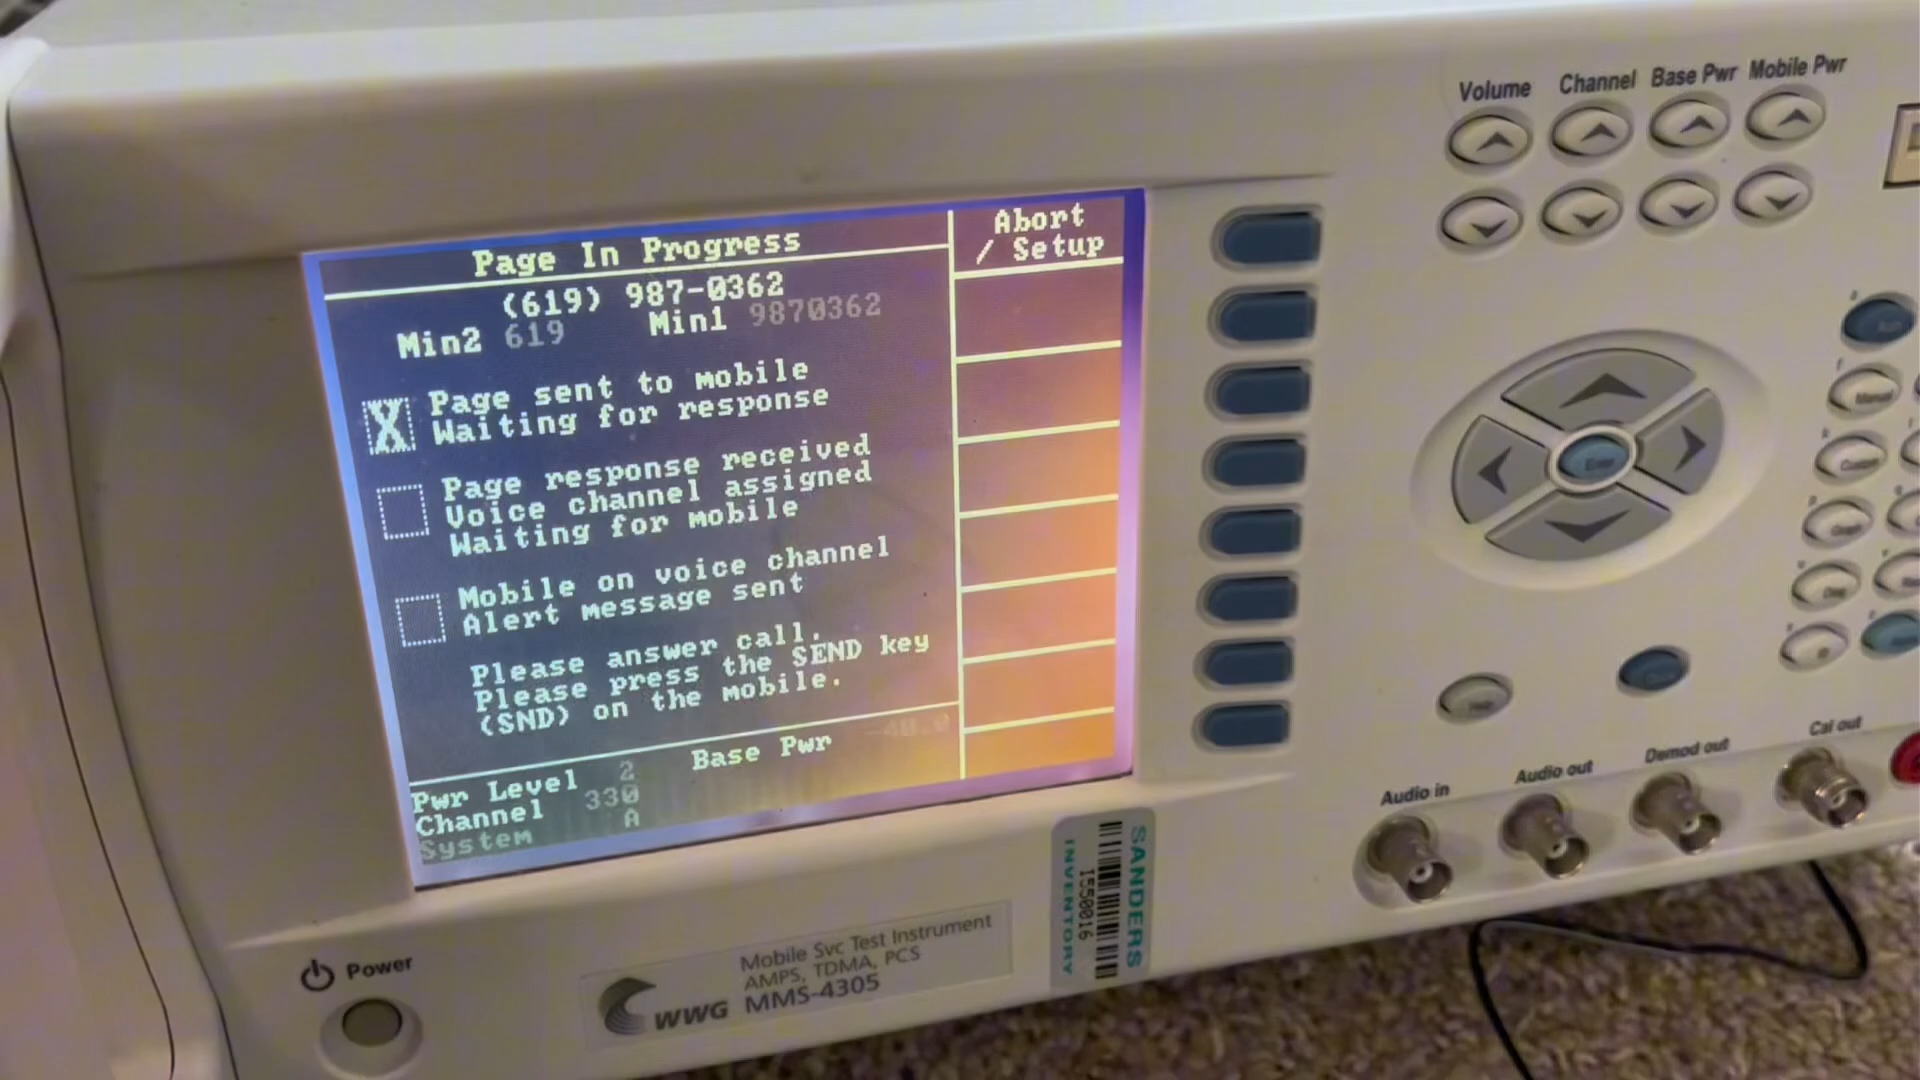 Volume Channel Base Pwr Mobile Pwr
Page In Progress
(619) 987-0362
Min2 619 Min1 9870362
X Page sent to mobile
Waiting for response
Page response received
Voice channel assigned
Waiting for mobile
Mobile on voice channel
Alert message sent
Please answer call.
Please press the SEND key
(SND) on the mobile.
Pwr Level 2 Base Pwr -48.0
Channel 330
System A
Abort
/ Setup
Enter
Audio in Audio out Demod out Cal out
Power
WWG
Mobile Svc Test Instrument
AMPS, TDMA, PCS
MMS-4305
SANDERS
I550016
INVENTORY